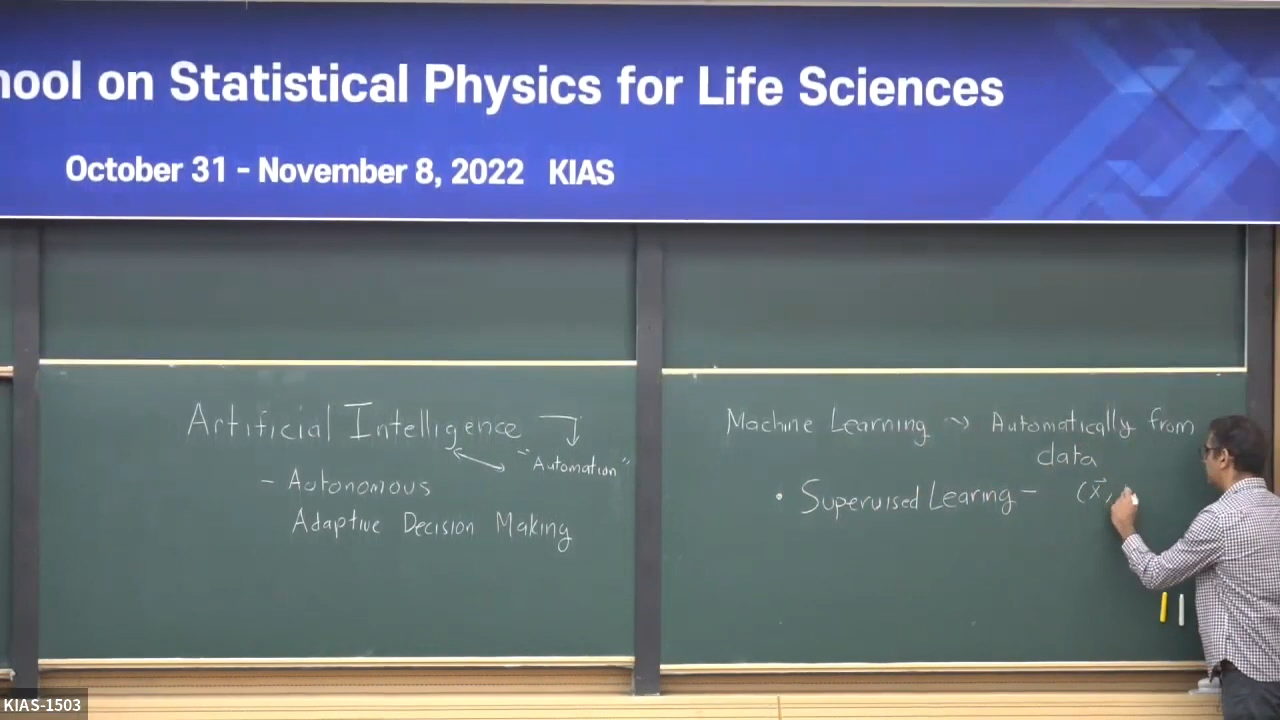 hool on Statistical Physics for Life Sciences
October 31 - November 8, 2022 KIAS
Artificial Intelligence
"Automation"
- Autonomous
Adaptive Decision Making
Machine Learning ~> Automatically from
data
• Supervised Learing - (x⃗,
KIAS-1503